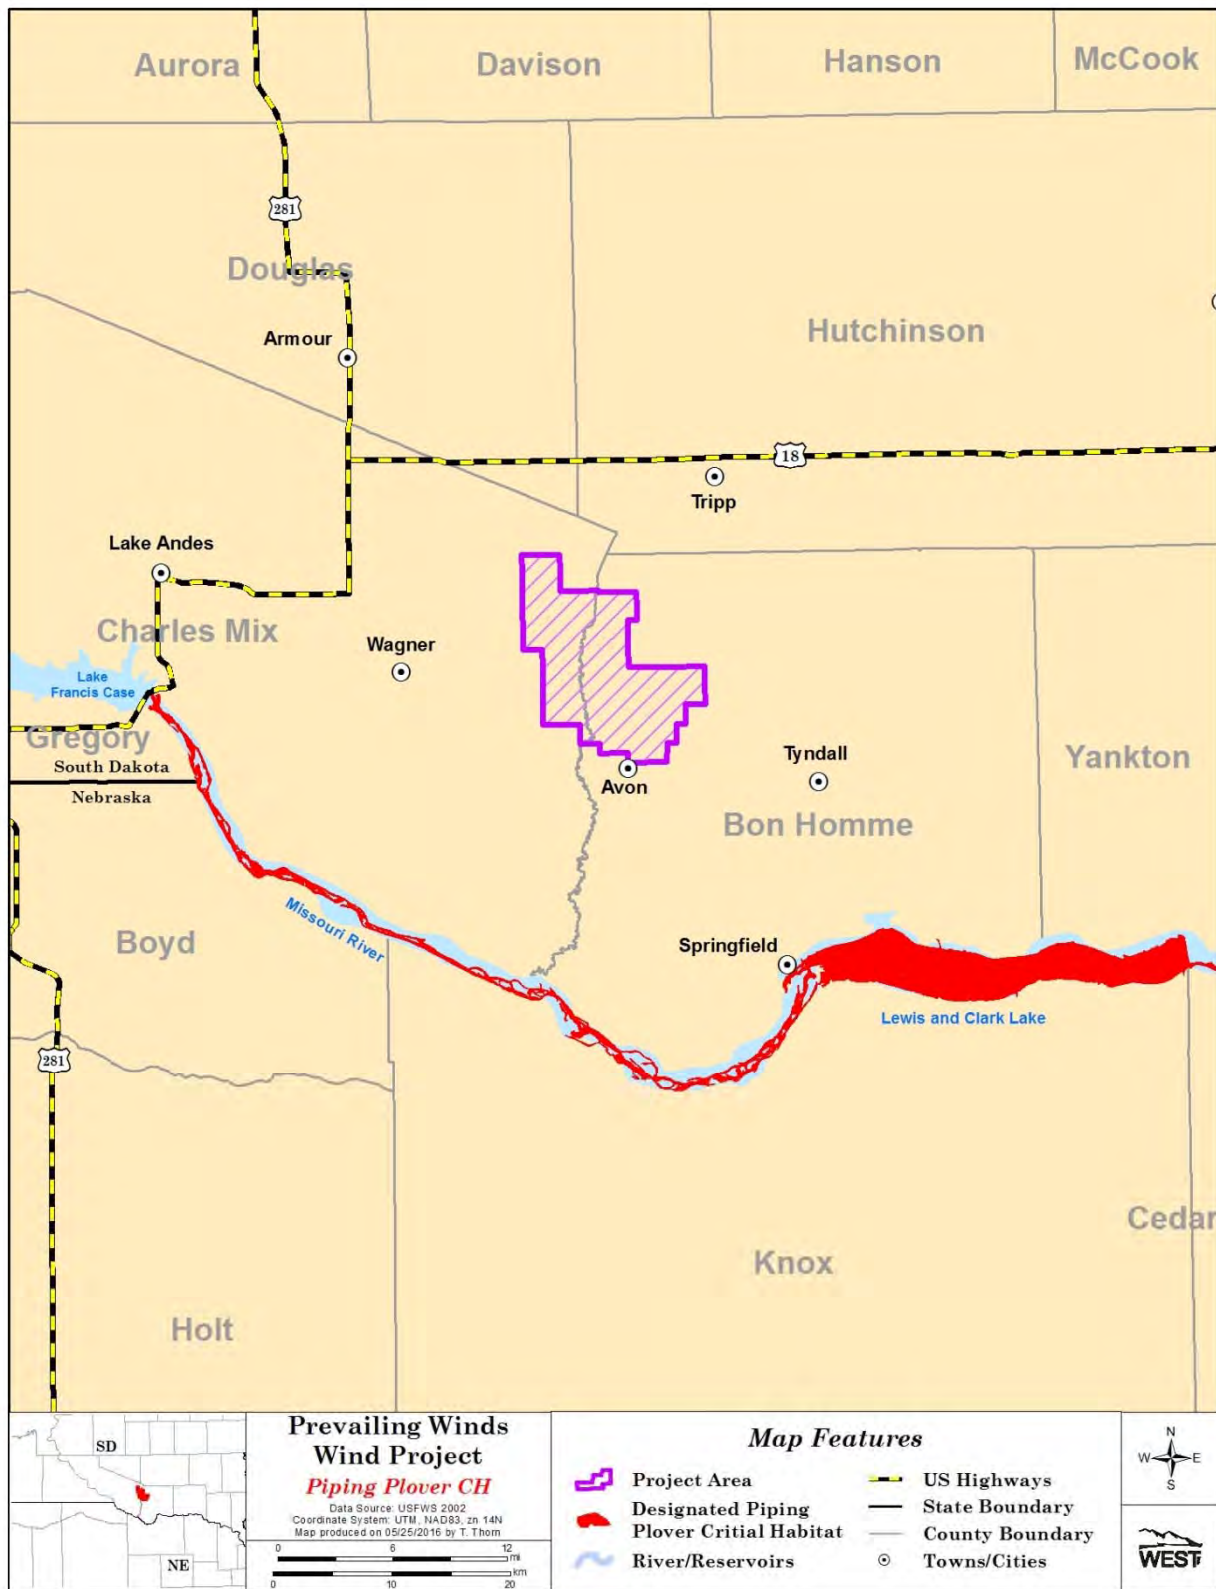 Aurora
Davison
Hanson
McCook
281
Douglas
Armour
Hutchinson
18
Tripp
Lake Andes
Charles Mix
Wagner
Lake
Francis Case
Gregory
South Dakota
Nebraska
Avon
Tyndall
Yankton
Bon Homme
Missouri River
Boyd
Springfield
Lewis and Clark Lake
281
Cedar
Knox
Holt
SD
NE
Prevailing Winds
Wind Project
Piping Plover CH
Data Source: USFWS 2002
Coordinate System: UTM, NAD83, zn 14N
Map produced on 05/25/2016 by T. Thorn
0 6 12
mi
km
0 10 20
Map Features
Project Area
Designated Piping
Plover Critial Habitat
River/Reservoirs
US Highways
State Boundary
County Boundary
Towns/Cities
N
W E
S
WEST